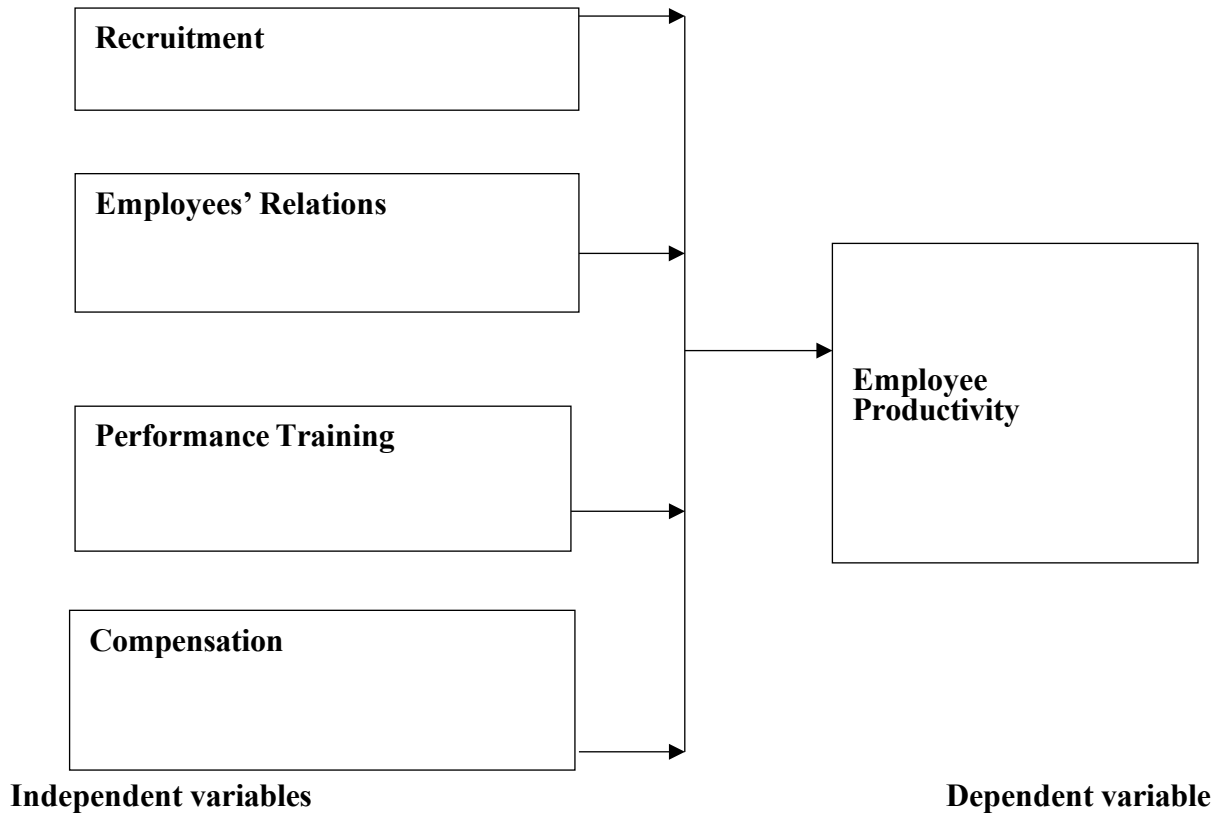 Recruitment
Employees’ Relations
Performance Training
Compensation
Employee
Productivity
Independent variables
Dependent variable